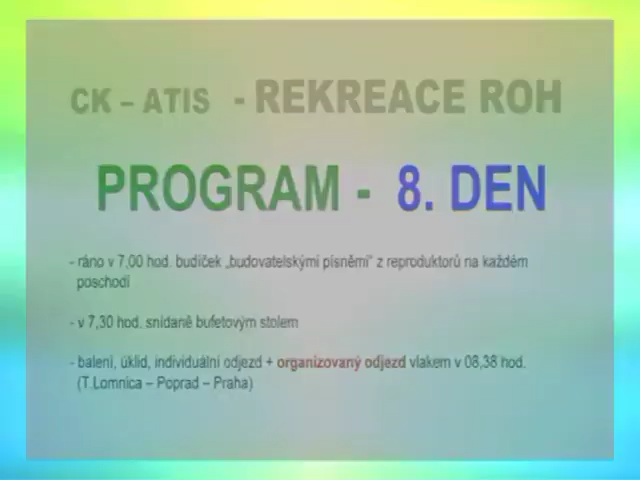 CK – ATIS - REKREACE ROH
PROGRAM - 8. DEN
- ráno v 7,00 hod. budíček „budovatelskými písněmi“ z reproduktorů na každém
poschodí
- v 7,30 hod. snídaně bufetovým stolem
- balení, úklid, individuální odjezd + organizovaný odjezd vlakem v 08,38 hod.
(T.Lomnica – Poprad – Praha)